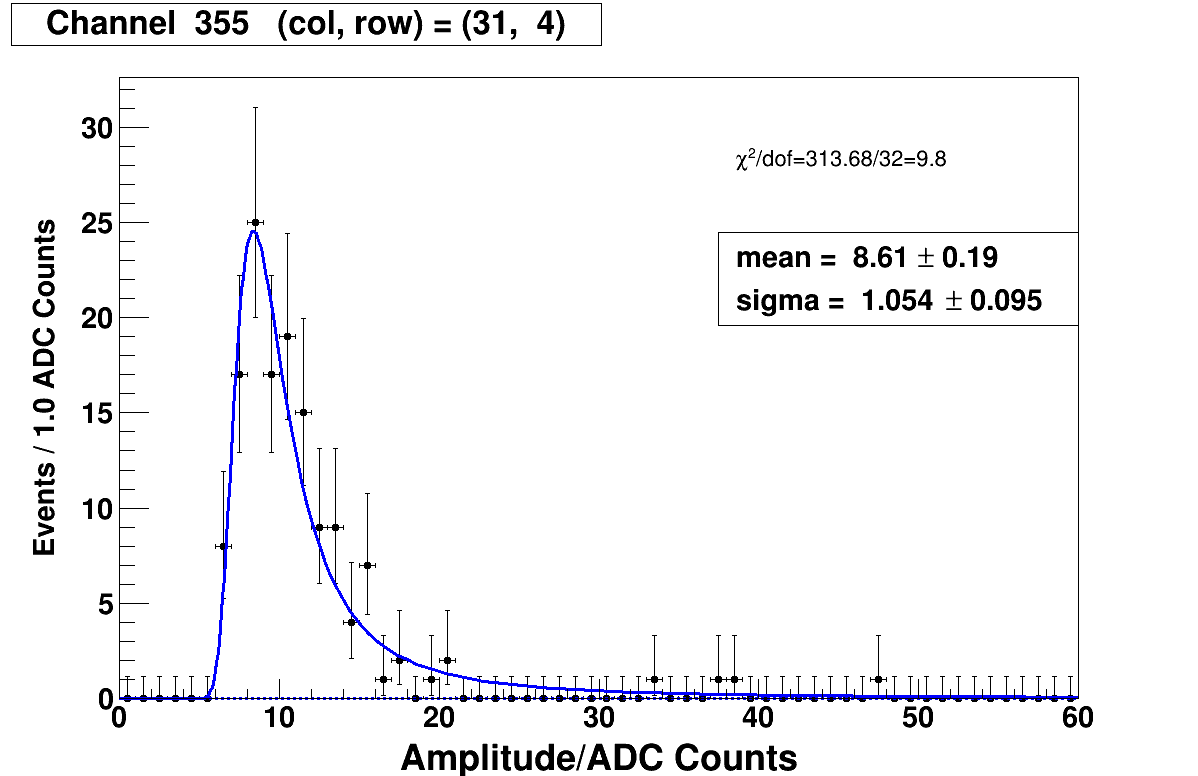 Channel 355 (col, row) = (31, 4)
χ²/dof=313.68/32=9.8
mean = 8.61 ± 0.19
sigma = 1.054 ± 0.095
Events / 1.0 ADC Counts
30
25
20
15
10
5
0
0 10 20 30 40 50 60
Amplitude/ADC Counts